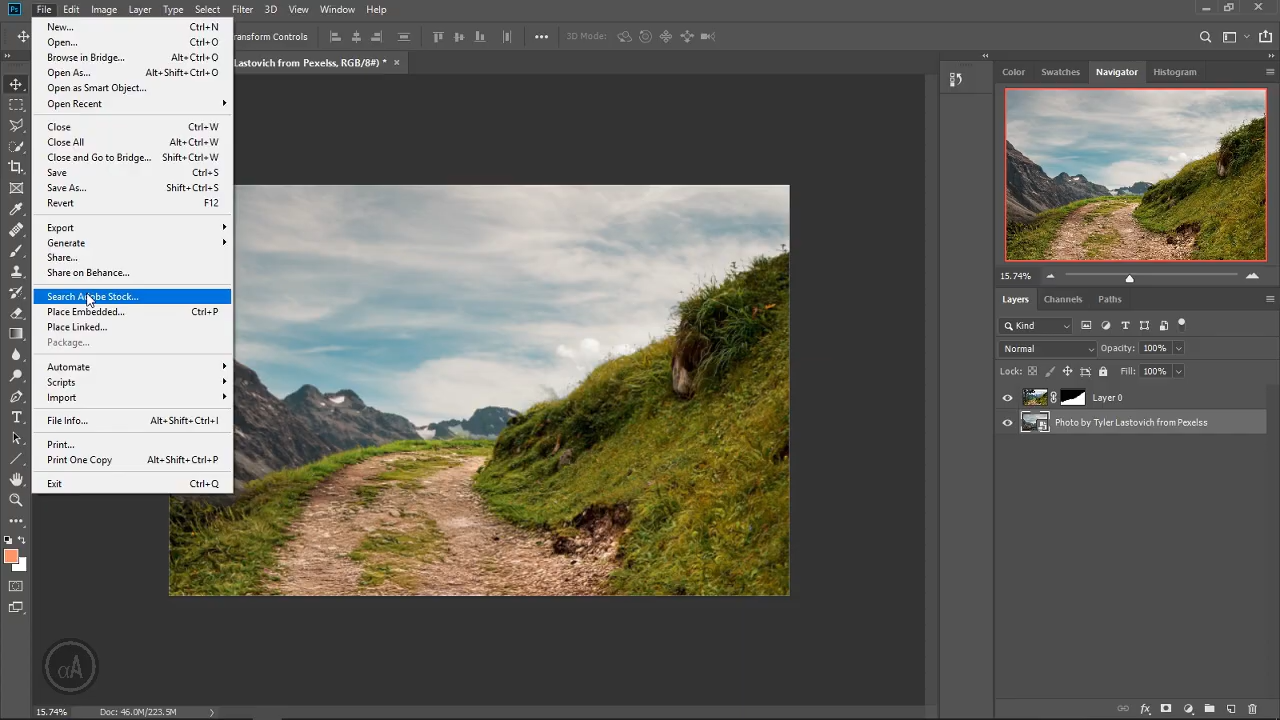 Ps File Edit Image Layer Type Select Filter 3D View Window Help
ransform Controls
3D Mode:
Lastovich from Pexelss, RGB/8#) *
New... Ctrl+N
Open... Ctrl+O
Browse in Bridge... Alt+Ctrl+O
Open As... Alt+Shift+Ctrl+O
Open as Smart Object...
Open Recent
Close Ctrl+W
Close All Alt+Ctrl+W
Close and Go to Bridge... Shift+Ctrl+W
Save Ctrl+S
Save As... Shift+Ctrl+S
Revert F12
Export
Generate
Share...
Share on Behance...
Search Adobe Stock...
Place Embedded... Ctrl+P
Place Linked...
Package...
Automate
Scripts
Import
File Info... Alt+Shift+Ctrl+I
Print...
Print One Copy Alt+Shift+Ctrl+P
Exit Ctrl+Q
Color Swatches Navigator Histogram
15.74%
Layers Channels Paths
Kind
Normal Opacity: 100%
Lock: Fill: 100%
Layer 0
Photo by Tyler Lastovich from Pexelss
αA
15.74% Doc: 46.0M/223.5M